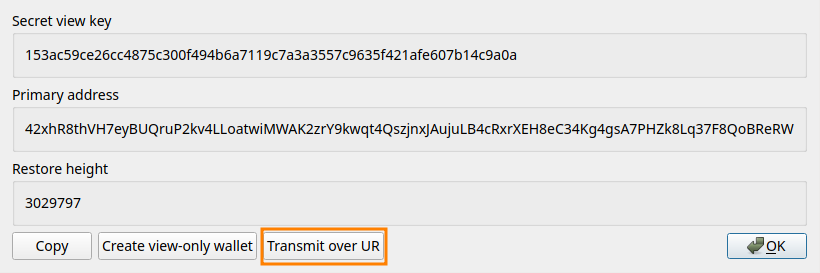 Secret view key
153ac59ce26cc4875c300f494b6a7119c7a3a3557c9635f421afe607b14c9a0a
Primary address
42xhR8thVH7eyBUQruP2kv4LLoatwiMWAK2zrY9kwqt4QszjnxJAujuLB4cRxrXEH8eC34Kg4gsA7PHZk8Lq37F8QoBReRW
Restore height
3029797
Copy Create view-only wallet Transmit over UR OK